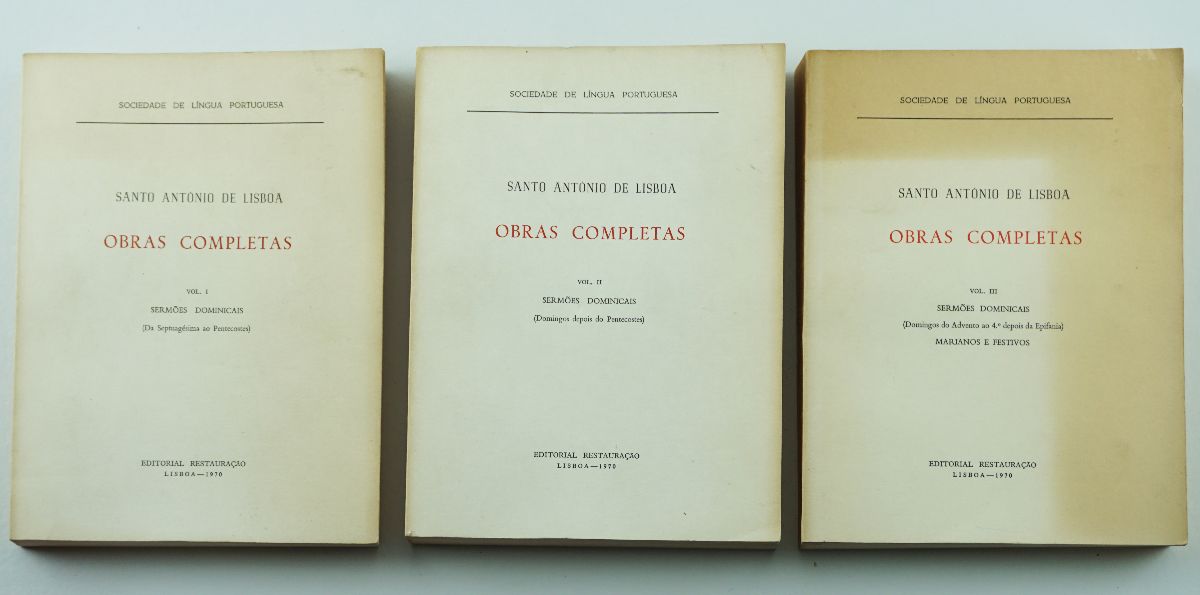 SOCIEDADE DE LÍNGUA PORTUGUESA
SANTO ANTÓNIO DE LISBOA
OBRAS COMPLETAS
VOL. I
SERMÕES DOMINICAIS
(Da Septuagésima ao Pentecostes)
EDITORIAL RESTAURAÇÃO
LISBOA—1970
SOCIEDADE DE LÍNGUA PORTUGUESA
SANTO ANTÓNIO DE LISBOA
OBRAS COMPLETAS
VOL. II
SERMÕES DOMINICAIS
(Domingos depois do Pentecostes)
EDITORIAL RESTAURAÇÃO
LISBOA—1970
SOCIEDADE DE LÍNGUA PORTUGUESA
SANTO ANTÓNIO DE LISBOA
OBRAS COMPLETAS
VOL. III
SERMÕES DOMINICAIS
(Domingos do Advento ao 4.º depois da Epifania)
MARIANOS E FESTIVOS
EDITORIAL RESTAURAÇÃO
LISBOA—1970